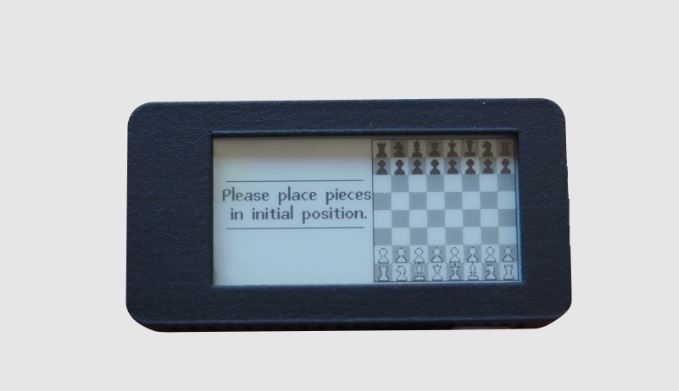 Please place pieces
in initial position.